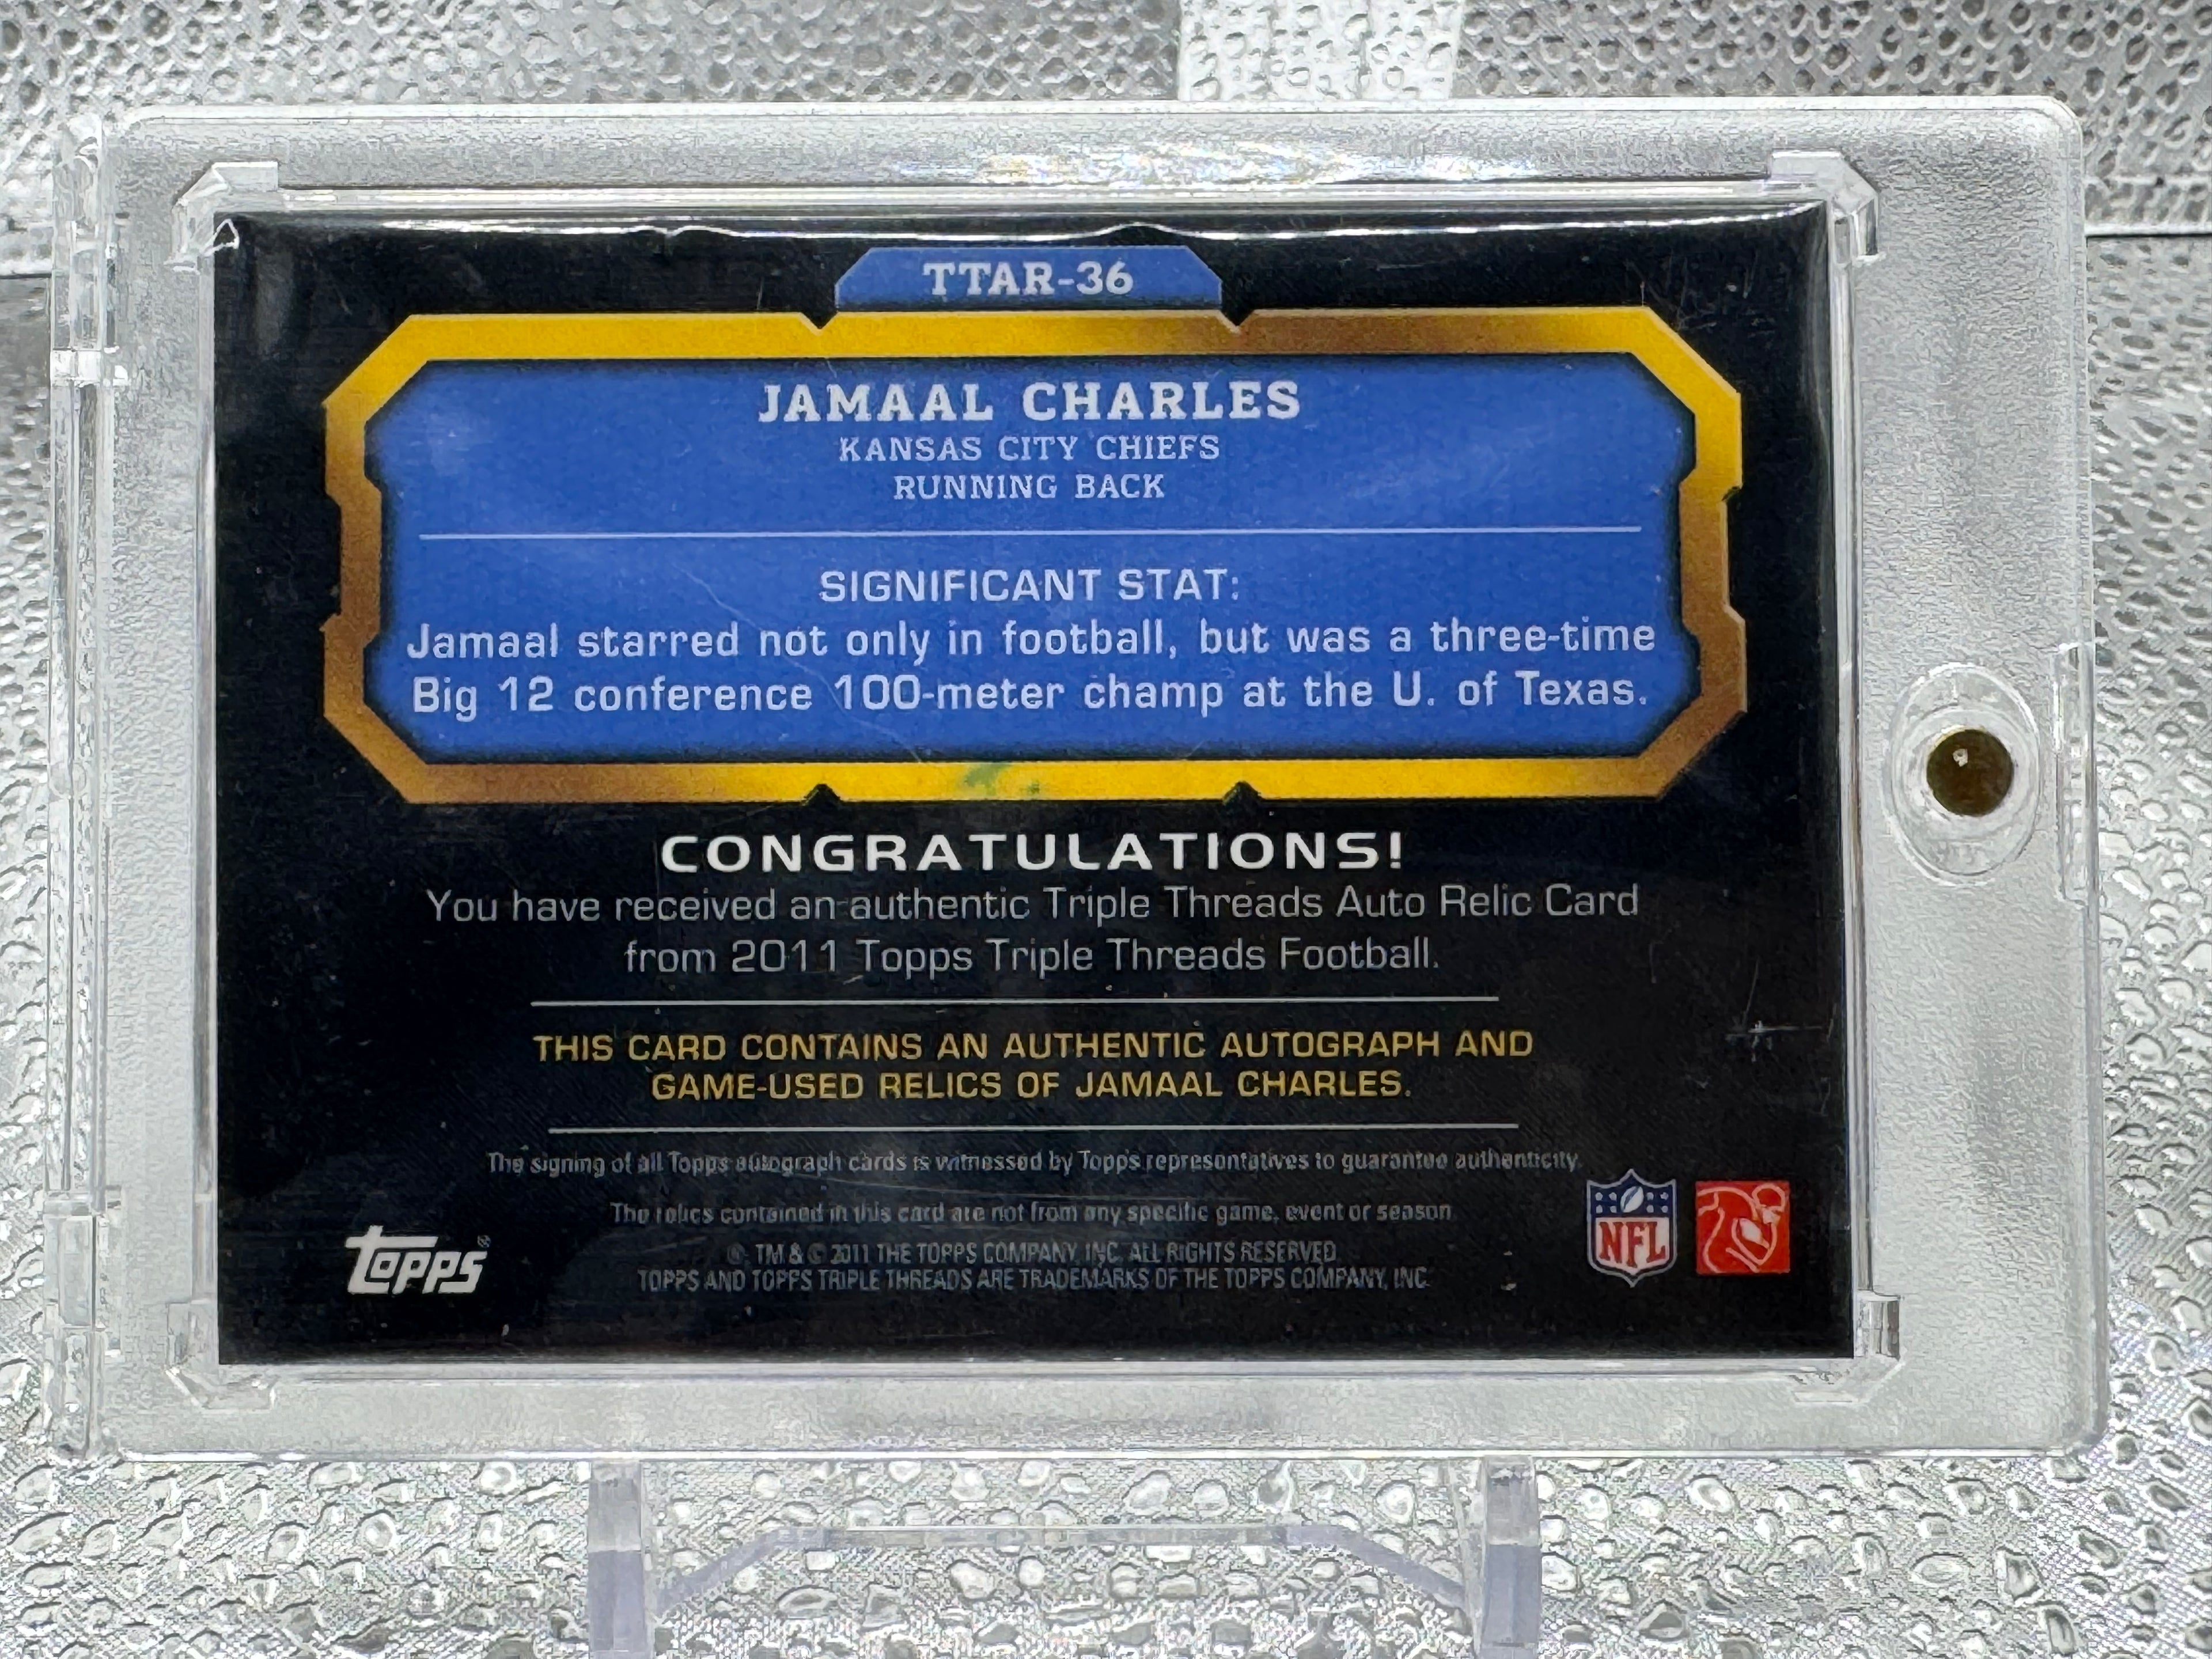 TTAR-36
JAMAAL CHARLES
KANSAS CITY CHIEFS
RUNNING BACK
SIGNIFICANT STAT:
Jamaal starred not only in football, but was a three-time
Big 12 conference 100-meter champ at the U. of Texas.
CONGRATULATIONS!
You have received an authentic Triple Threads Auto Relic Card
from 2011 Topps Triple Threads Football.
THIS CARD CONTAINS AN AUTHENTIC AUTOGRAPH AND
GAME-USED RELICS OF JAMAAL CHARLES.
The signing of all Topps autograph cards is witnessed by Topps representatives to guarantee authenticity.
The relics contained in this card are not from any specific game, event or season.
®, TM & © 2011 THE TOPPS COMPANY, INC. ALL RIGHTS RESERVED.
TOPPS AND TOPPS TRIPLE THREADS ARE TRADEMARKS OF THE TOPPS COMPANY, INC.
topps®
NFL